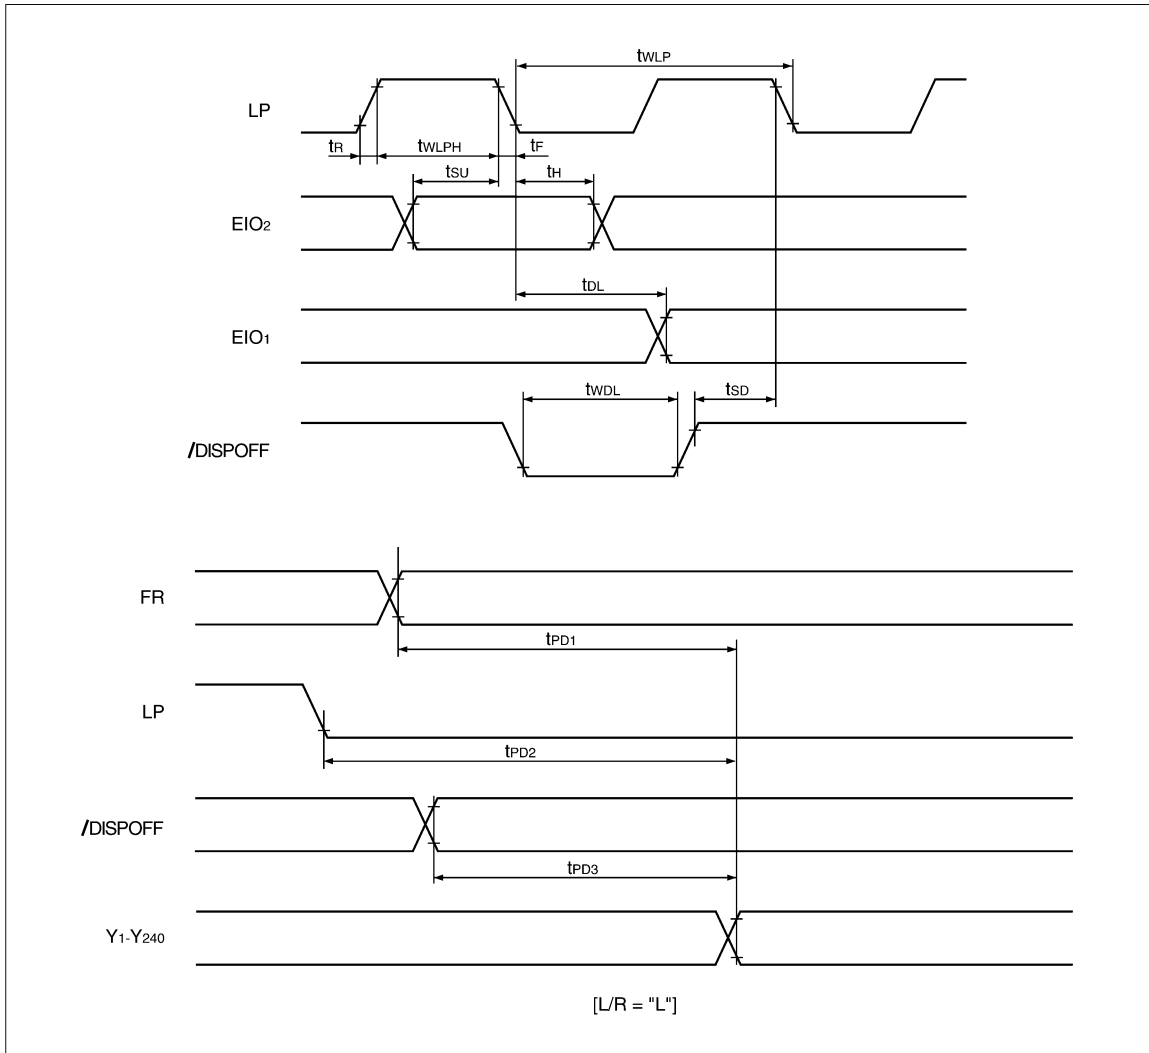 tWLP
LP
tR
tWLPH
tF
tSU
tH
EIO2
tDL
EIO1
tWDL
tSD
/DISPOFF
FR
tPD1
LP
tPD2
/DISPOFF
tPD3
Y1-Y240
[L/R = "L"]